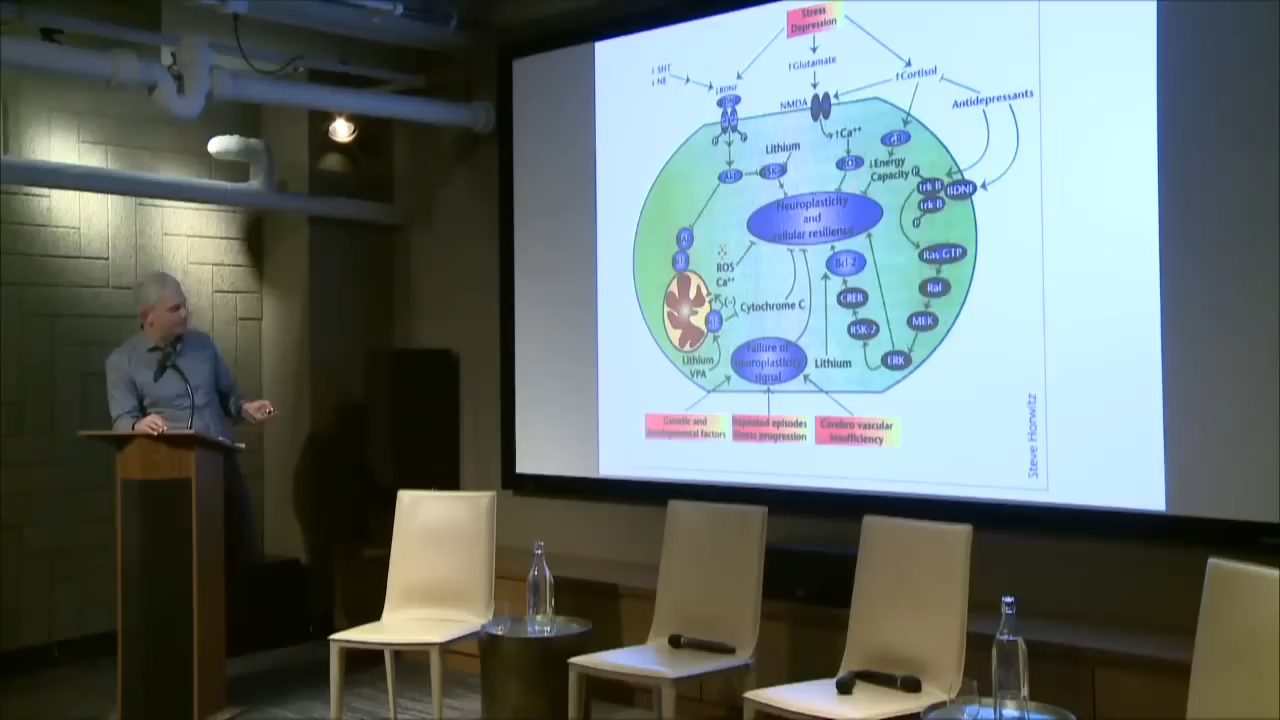 Stress
Depression
↓ 5HT
↓ NE
↑Glutamate
↑Cortisol
↓BDNF
NMDA
Antidepressants
↑Ca⁺⁺
Lithium
GR
ROS
↓Energy
Capacity
P
trk B
BDNF
trk B
P
Neuroplasticity
and
cellular resilience
Ras GTP
ROS
Ca⁺⁺
Bcl-2
Raf
(-)
Cytochrome C
CREB
MEK
RSK-2
Failure of
neuroplasticity
signal
Lithium
VPA
Lithium
ERK
Genetic and
developmental factors
Repeated episodes
illness progression
Cerebro vascular
insufficiency
Steve Horwitz